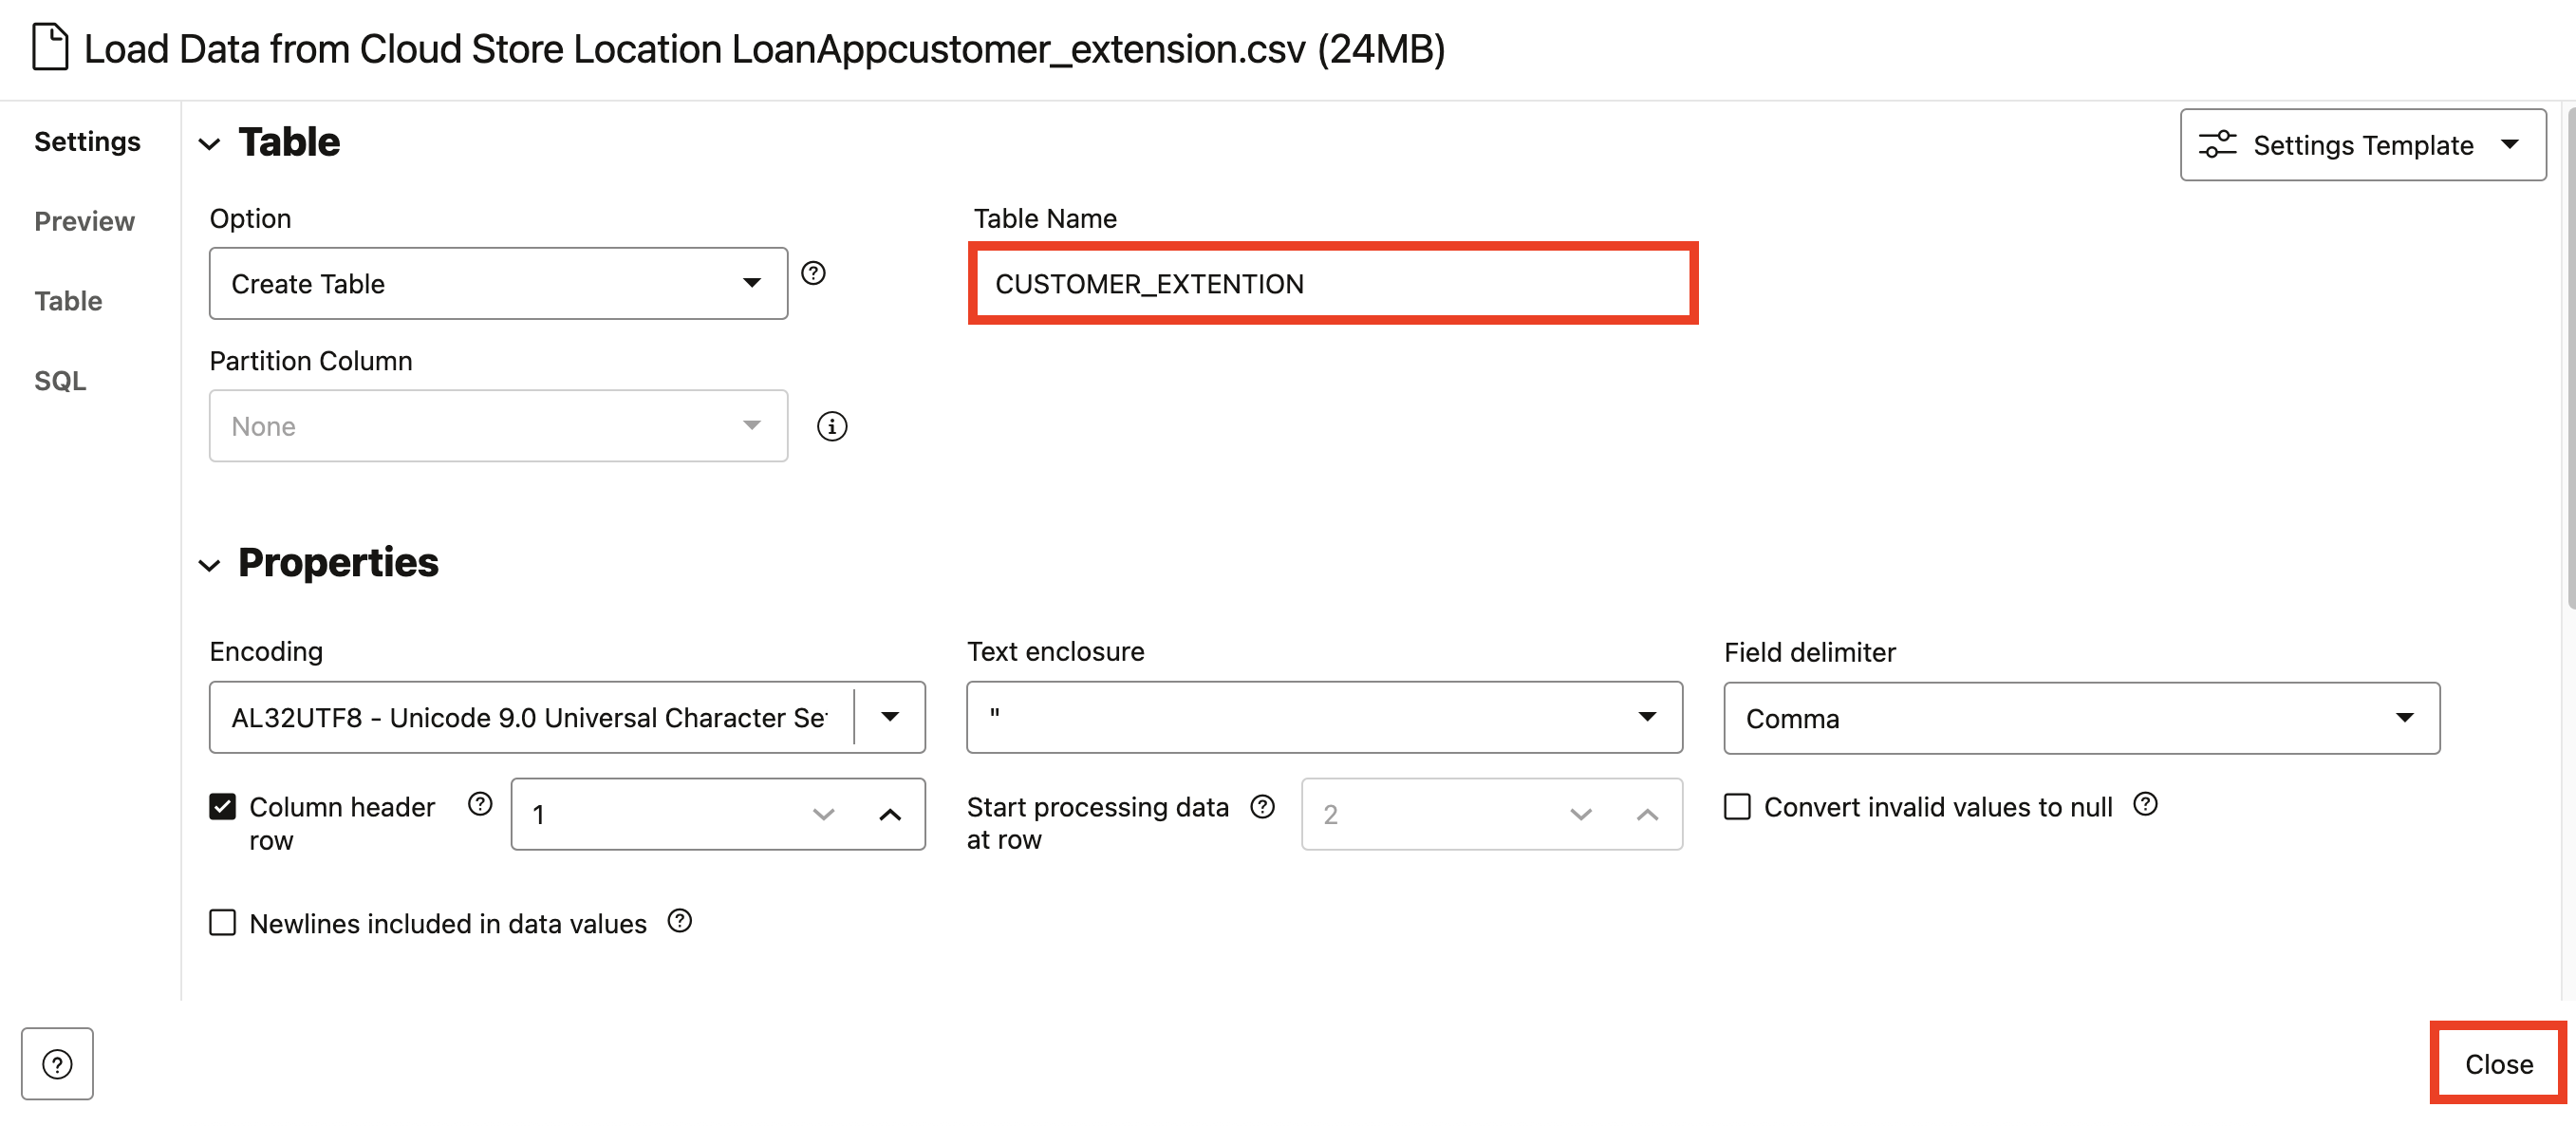 Load Data from Cloud Store Location LoanAppcustomer_extension.csv (24MB)
Settings
Preview
Table
SQL
Table
Settings Template
Option
Table Name
Create Table
CUSTOMER_EXTENTION
Partition Column
None
Properties
Encoding
Text enclosure
Field delimiter
AL32UTF8 - Unicode 9.0 Universal Character Se
"
Comma
Column header
row
1
Start processing data
at row
2
Convert invalid values to null
Newlines included in data values
Close